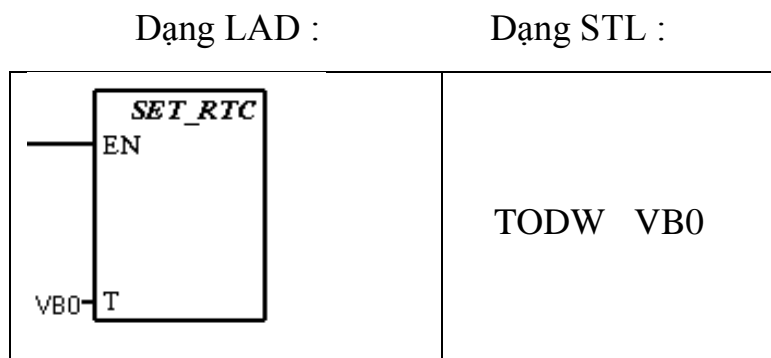 Dạng LAD : Dạng STL :
SET_RTC
EN
TODW VB0
VB0 T